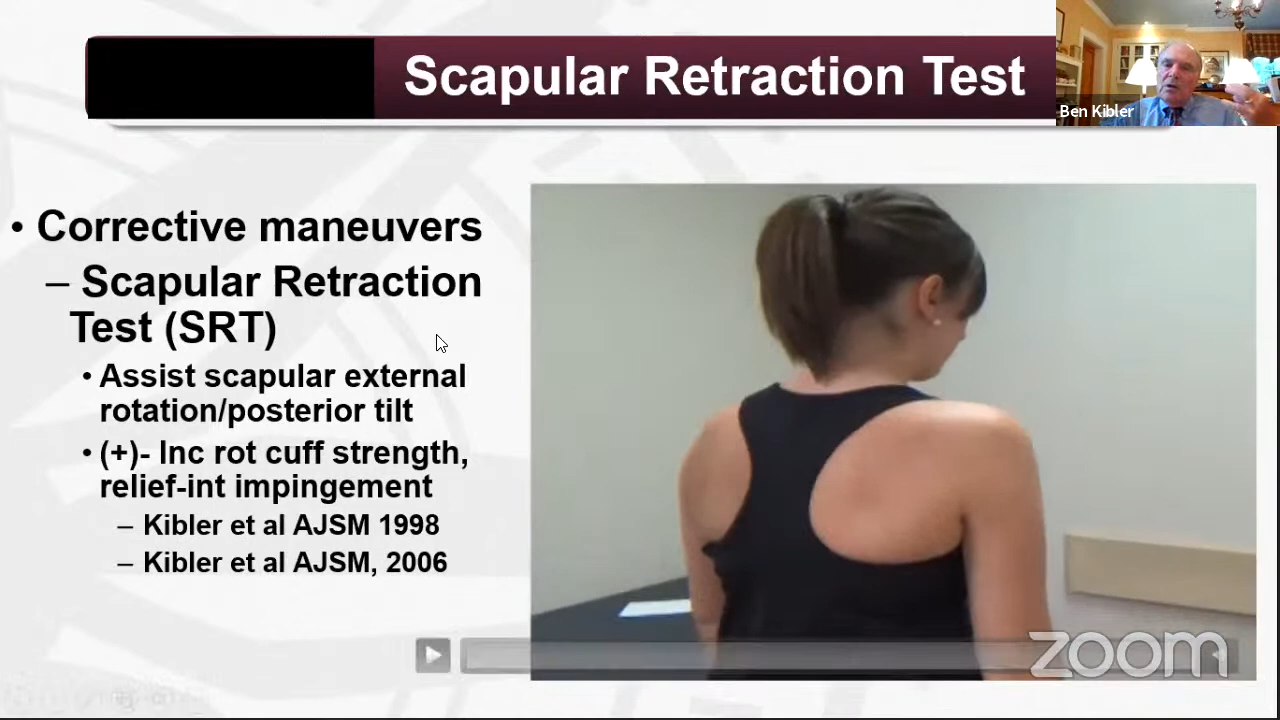 Scapular Retraction Test
Ben Kibler
• Corrective maneuvers
– Scapular Retraction
Test (SRT)
• Assist scapular external
rotation/posterior tilt
• (+)- Inc rot cuff strength,
relief-int impingement
– Kibler et al AJSM 1998
– Kibler et al AJSM, 2006
zoom